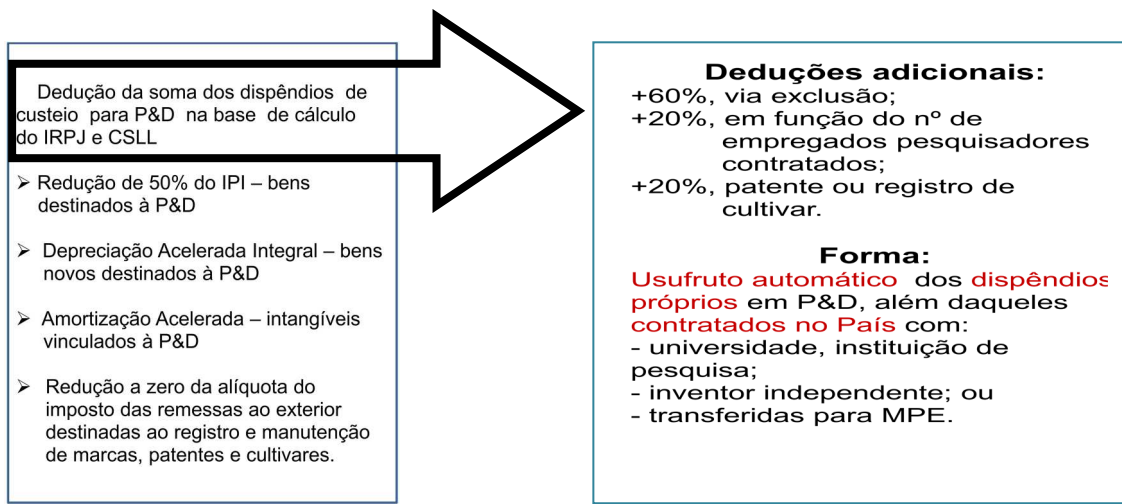 Dedução da soma dos dispêndios de
custeio para P&D na base de cálculo
do IRPJ e CSLL
➢ Redução de 50% do IPI – bens
destinados à P&D
➢ Depreciação Acelerada Integral – bens
novos destinados à P&D
➢ Amortização Acelerada – intangíveis
vinculados à P&D
➢ Redução a zero da alíquota do
imposto das remessas ao exterior
destinadas ao registro e manutenção
de marcas, patentes e cultivares.
Deduções adicionais:
+60%, via exclusão;
+20%, em função do nº de
empregados pesquisadores
contratados;
+20%, patente ou registro de
cultivar.
Forma:
Usufruto automático dos dispêndios
próprios em P&D, além daqueles
contratados no País com:
- universidade, instituição de
pesquisa;
- inventor independente; ou
- transferidas para MPE.